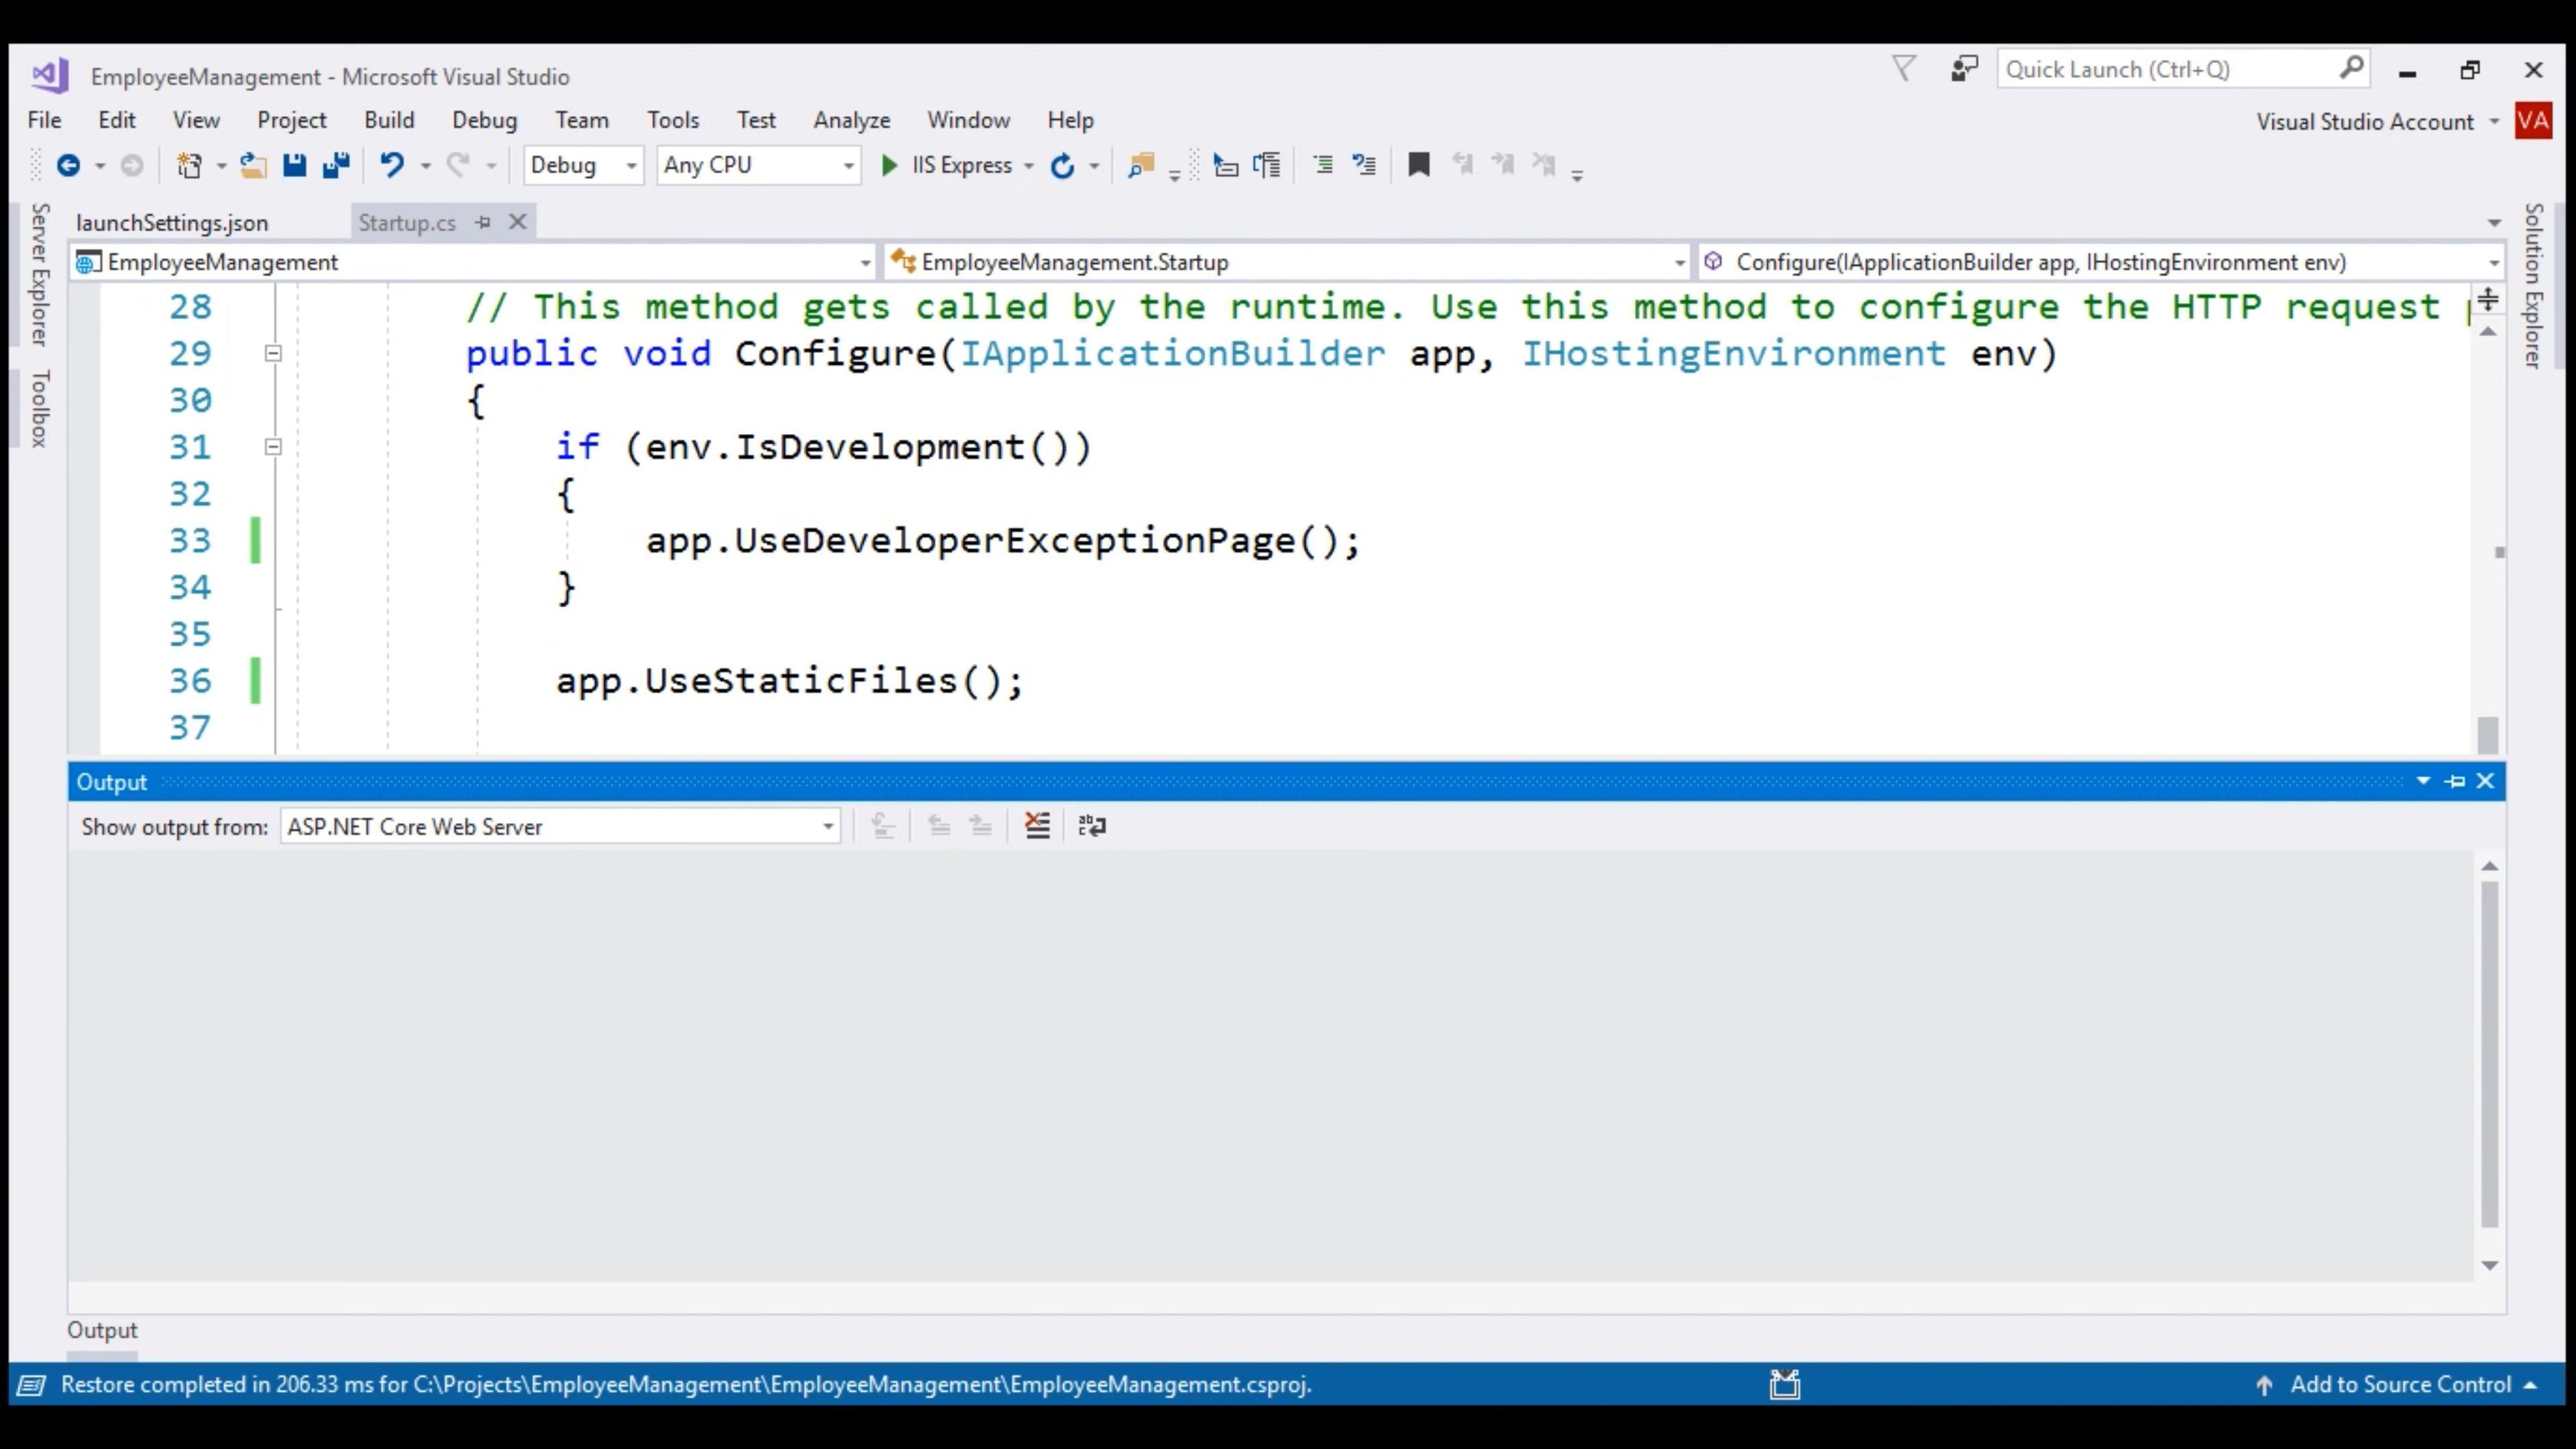 EmployeeManagement - Microsoft Visual Studio
Quick Launch (Ctrl+Q)
File Edit View Project Build Debug Team Tools Test Analyze Window Help
Visual Studio Account VA
Debug Any CPU IIS Express
launchSettings.json Startup.cs
Server Explorer
Toolbox
Solution Explorer
EmployeeManagement EmployeeManagement.Startup Configure(IApplicationBuilder app, IHostingEnvironment env)
28 // This method gets called by the runtime. Use this method to configure the HTTP request
29 public void Configure(IApplicationBuilder app, IHostingEnvironment env)
30 {
31 if (env.IsDevelopment())
32 {
33 app.UseDeveloperExceptionPage();
34 }
35
36 app.UseStaticFiles();
37
Output
Show output from: ASP.NET Core Web Server
Output
Restore completed in 206.33 ms for C:\Projects\EmployeeManagement\EmployeeManagement\EmployeeManagement.csproj.
Add to Source Control